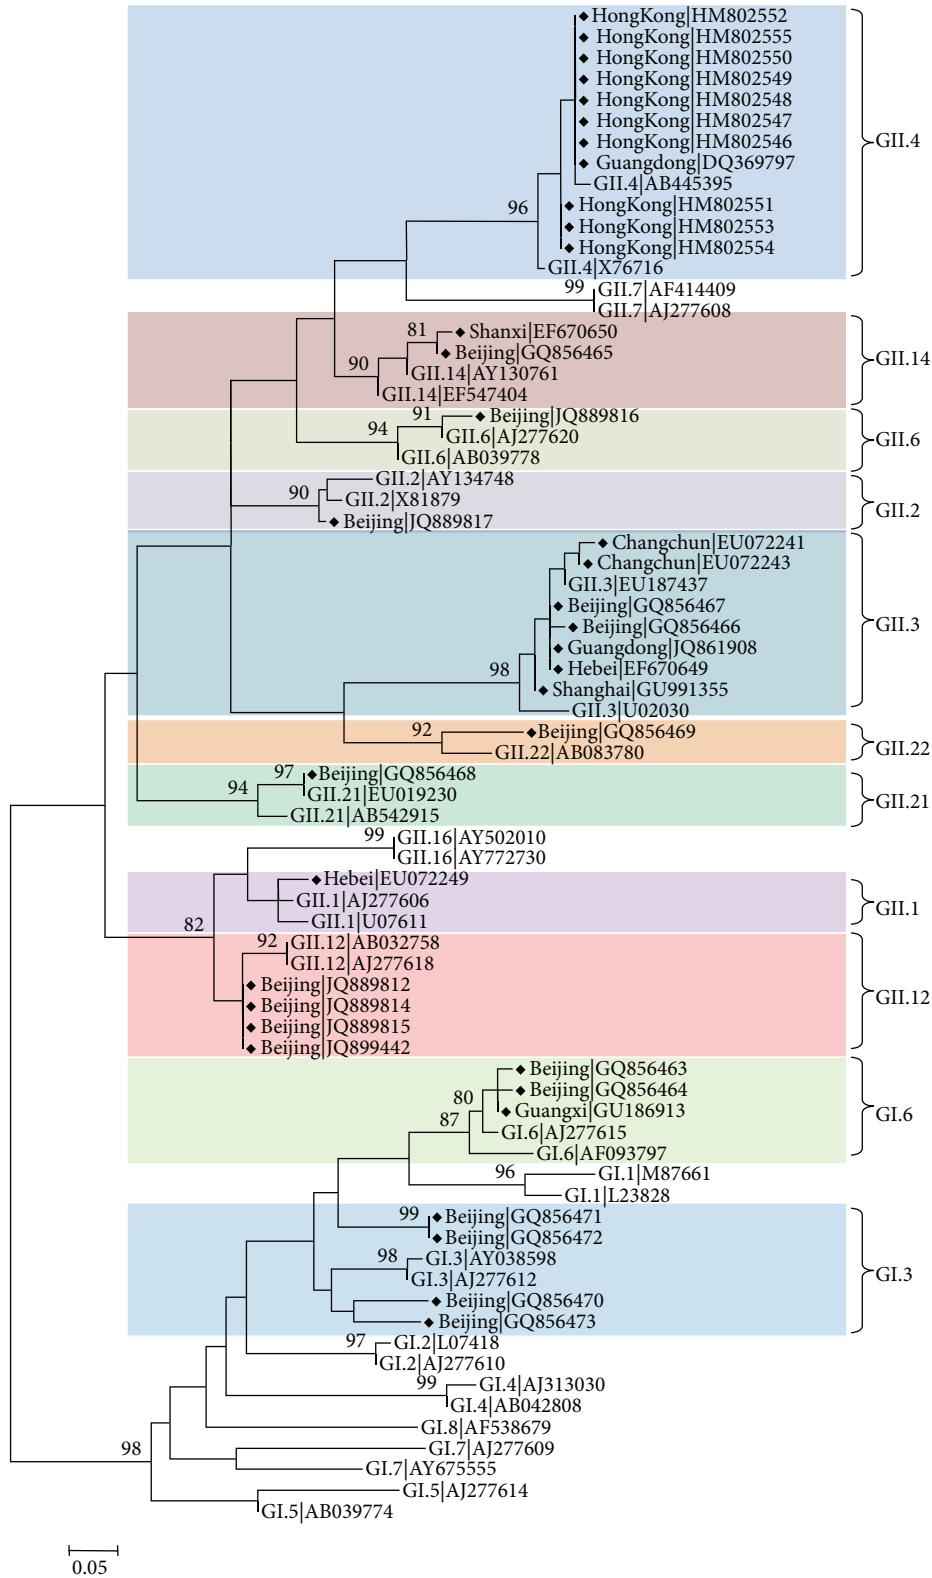 HongKong|HM802552
HongKong|HM802555
HongKong|HM802550
HongKong|HM802549
HongKong|HM802548
HongKong|HM802547
HongKong|HM802546
Guangdong|DQ369797
GII.4|AB445395
HongKong|HM802551
HongKong|HM802553
HongKong|HM802554
GII.4|X76716
96
GII.4
99
GII.7|AF414409
GII.7|AJ277608
81
Shanxi|EF670650
Beijing|GQ856465
90
GII.14|AY130761
GII.14|EF547404
GII.14
91
Beijing|JQ889816
94
GII.6|AJ277620
GII.6|AB039778
GII.6
GII.2|AY134748
90
GII.2|X81879
Beijing|JQ889817
GII.2
Changchun|EU072241
Changchun|EU072243
GII.3|EU187437
Beijing|GQ856467
Beijing|GQ856466
Guangdong|JQ861908
Hebei|EF670649
98
Shanghai|GU991355
GII.3|U02030
GII.3
92
Beijing|GQ856469
GII.22|AB083780
GII.22
97
Beijing|GQ856468
94
GII.21|EU019230
GII.21|AB542915
GII.21
99
GII.16|AY502010
GII.16|AY772730
Hebei|EU072249
GII.1|AJ277606
GII.1|U07611
GII.1
82
92
GII.12|AB032758
GII.12|AJ277618
Beijing|JQ889812
Beijing|JQ889814
Beijing|JQ889815
Beijing|JQ899442
GII.12
Beijing|GQ856463
Beijing|GQ856464
80
Guangxi|GU186913
87
GI.6|AJ277615
GI.6|AF093797
GI.6
96
GI.1|M87661
GI.1|L23828
99
Beijing|GQ856471
Beijing|GQ856472
98
GI.3|AY038598
GI.3|AJ277612
Beijing|GQ856470
Beijing|GQ856473
GI.3
97
GI.2|L07418
GI.2|AJ277610
99
GI.4|AJ313030
GI.4|AB042808
GI.8|AF538679
98
GI.7|AJ277609
GI.7|AY675555
GI.5|AJ277614
GI.5|AB039774
0.05